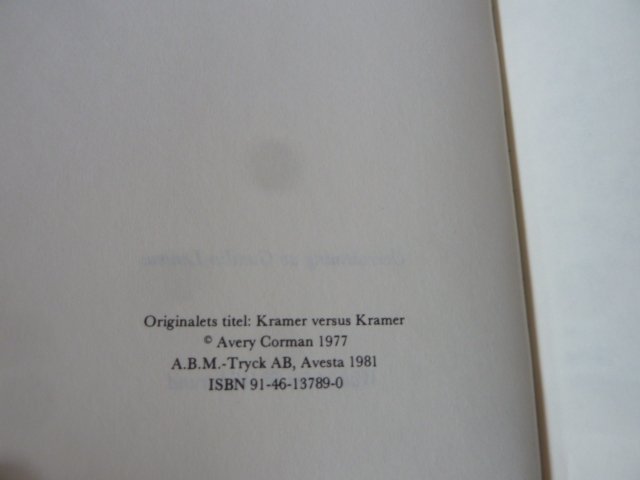 Originalets titel: Kramer versus Kramer
© Avery Corman 1977
A.B.M.-Tryck AB, Avesta 1981
ISBN 91-46-13789-0